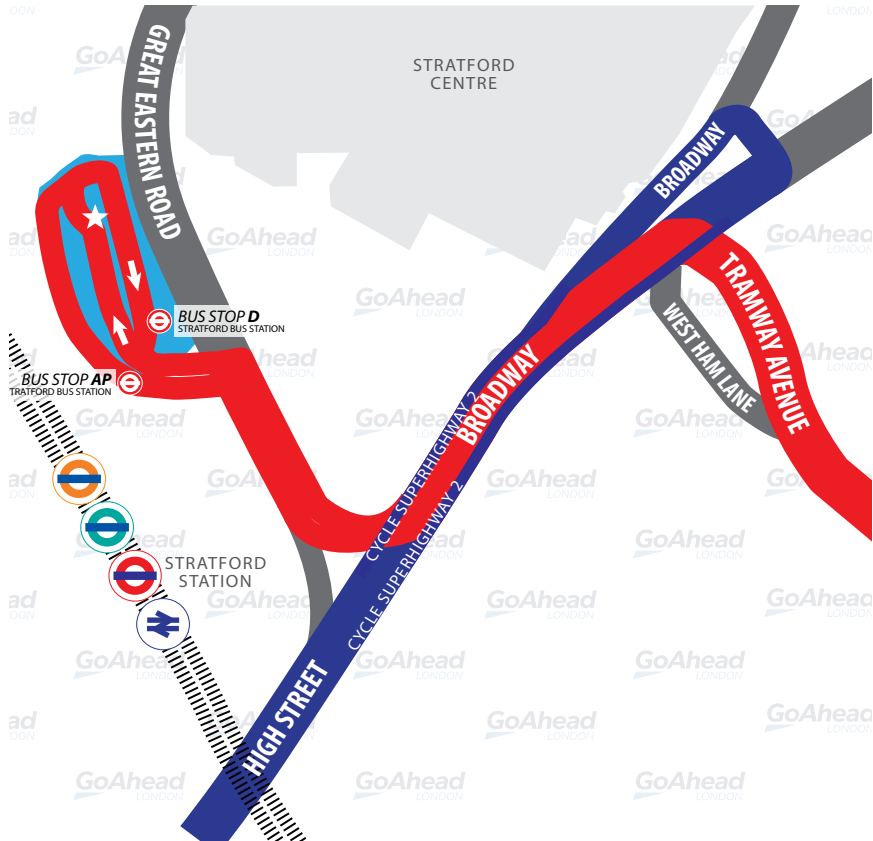 GREAT EASTERN ROAD
STRATFORD
CENTRE
BROADWAY
TRAMWAY AVENUE
WEST HAM LANE
BUS STOP D
STRATFORD BUS STATION
BUS STOP AP
TRATFORD BUS STATION
BROADWAY
CYCLE SUPERHIGHWAY 2
CYCLE SUPERHIGHWAY 2
STRATFORD
STATION
HIGH STREET
GoAhead
LONDON